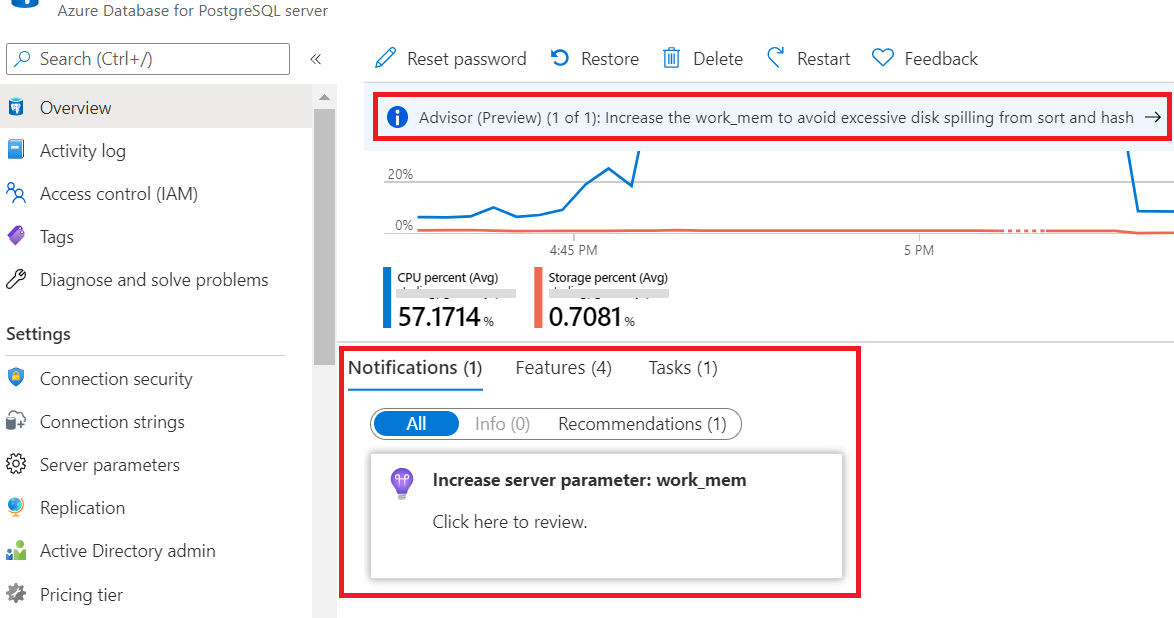 Azure Database for PostgreSQL server
Search (Ctrl+/)
«
Overview
Activity log
Access control (IAM)
Tags
Diagnose and solve problems
Settings
Connection security
Connection strings
Server parameters
Replication
Active Directory admin
Pricing tier
Reset password Restore Delete Restart Feedback
Advisor (Preview) (1 of 1): Increase the work_mem to avoid excessive disk spilling from sort and hash →
20%
0%
4:45 PM 5 PM
CPU percent (Avg) Storage percent (Avg)
57.1714 % 0.7081 %
Notifications (1) Features (4) Tasks (1)
All Info (0) Recommendations (1)
Increase server parameter: work_mem
Click here to review.